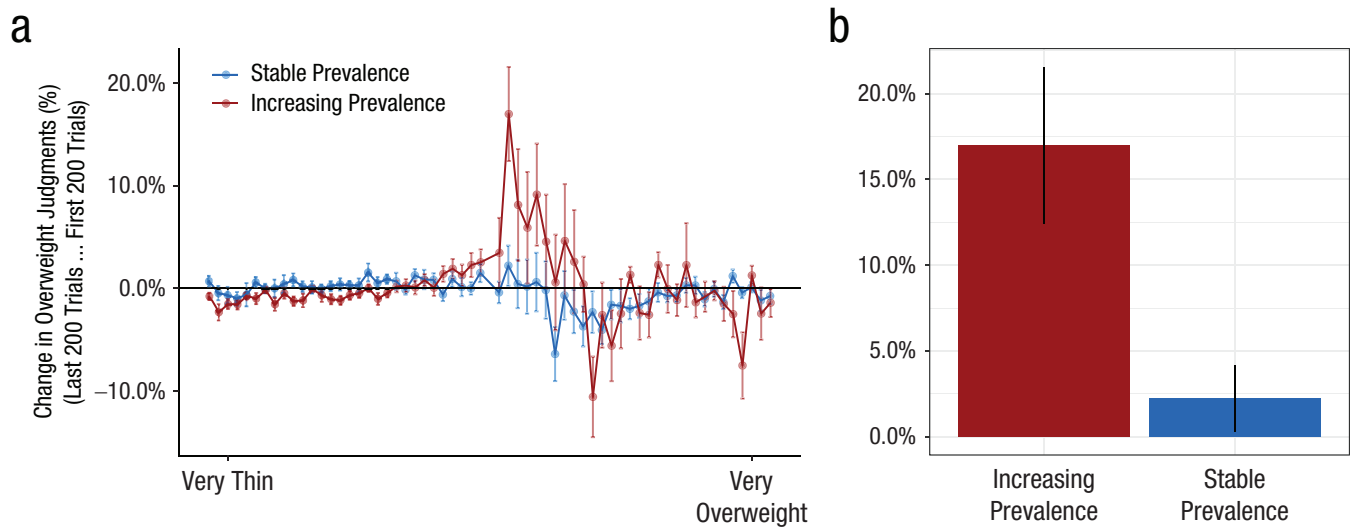 a
Change in Overweight Judgments (%)
(Last 200 Trials ... First 200 Trials)
20.0%
10.0%
0.0%
−10.0%
Stable Prevalence
Increasing Prevalence
Very Thin
Very
Overweight
b
20.0%
15.0%
10.0%
5.0%
0.0%
Increasing
Prevalence
Stable
Prevalence